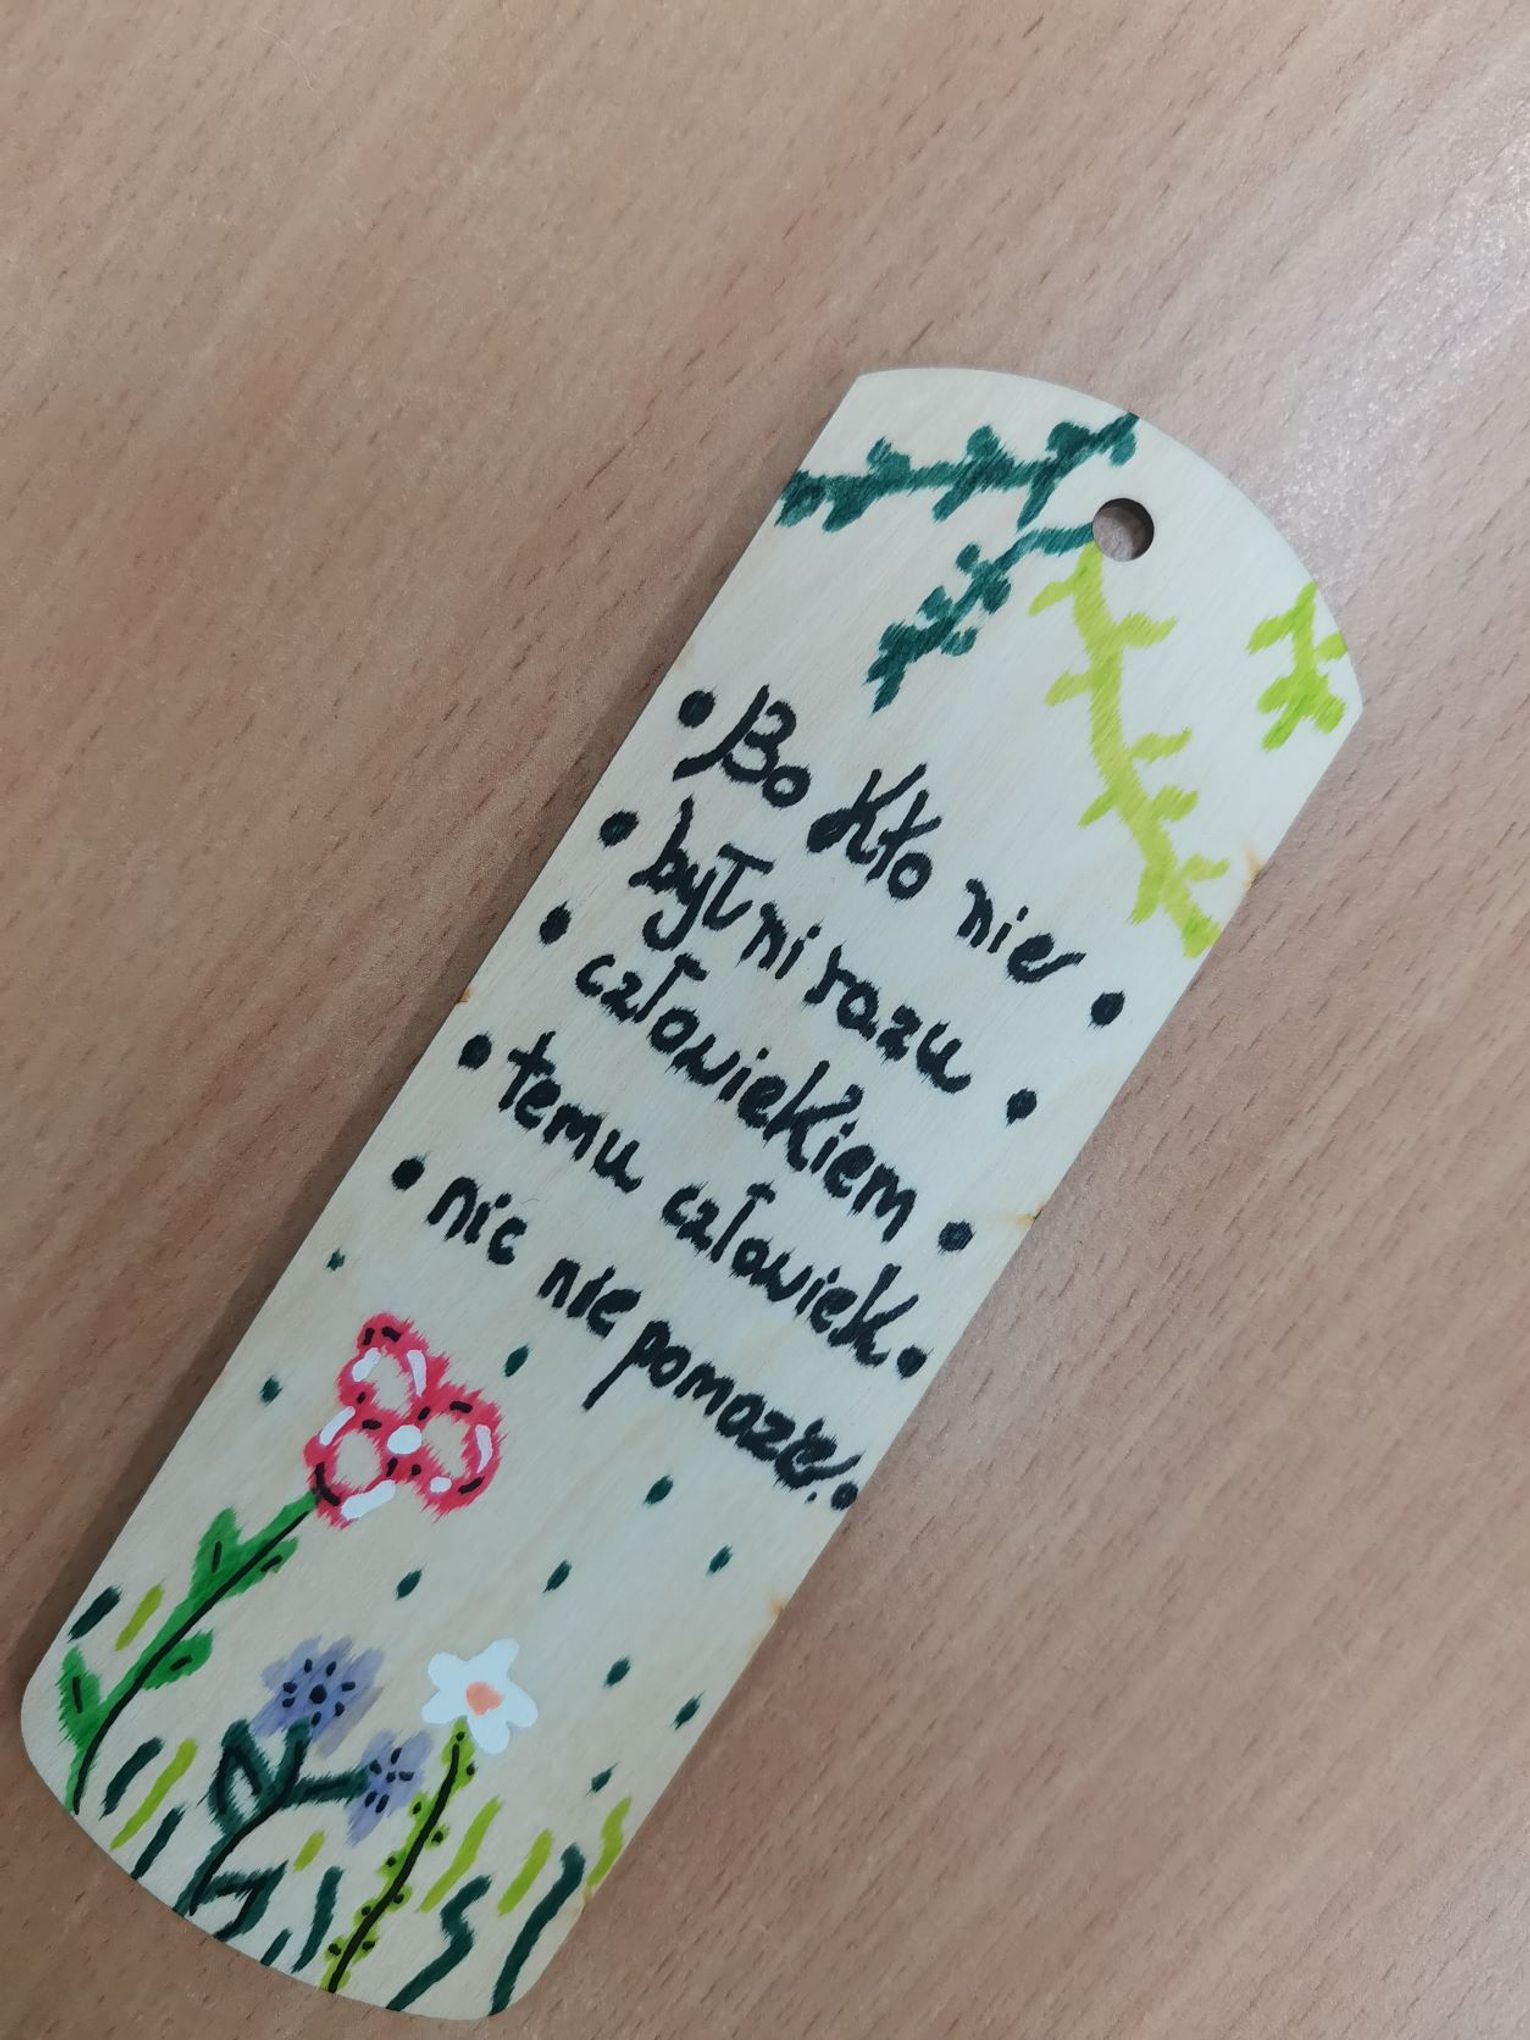 Bo kto nie
był ni razu
człowiekiem
temu człowiek
nic nie pomoże.